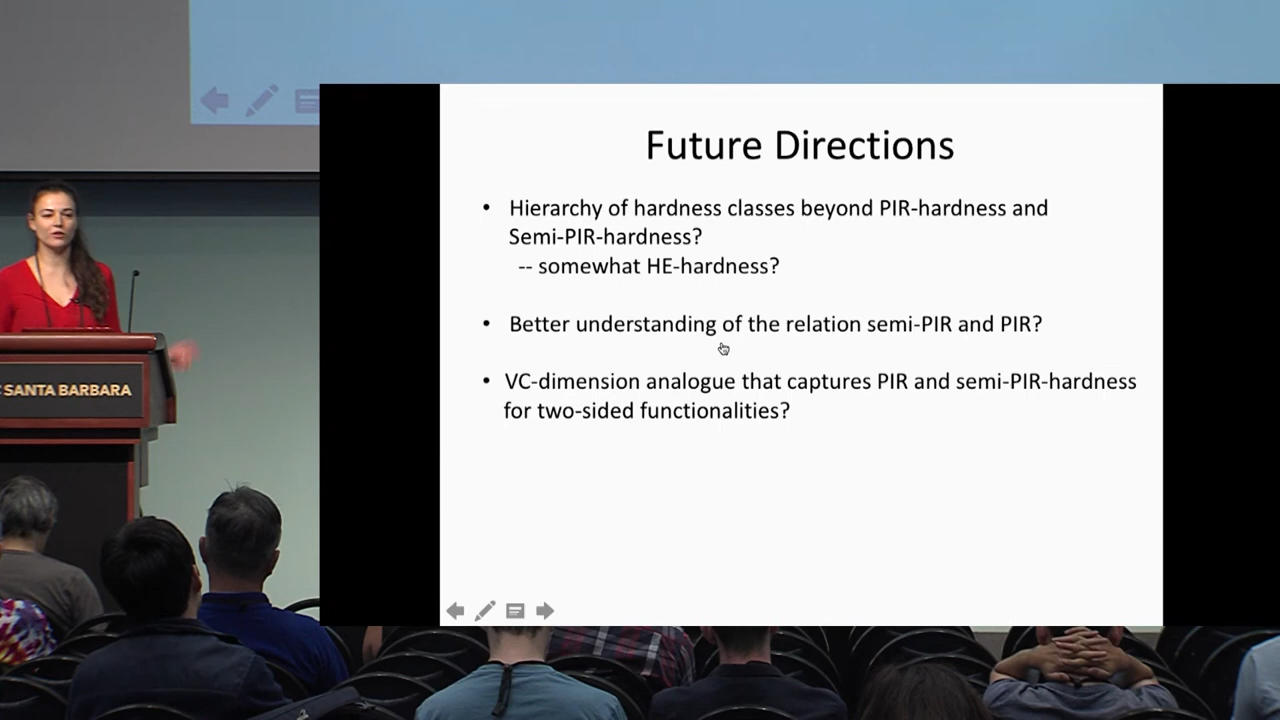 Future Directions
• Hierarchy of hardness classes beyond PIR-hardness and
Semi-PIR-hardness?
-- somewhat HE-hardness?
• Better understanding of the relation semi-PIR and PIR?
• VC-dimension analogue that captures PIR and semi-PIR-hardness
for two-sided functionalities?
SANTA BARBARA